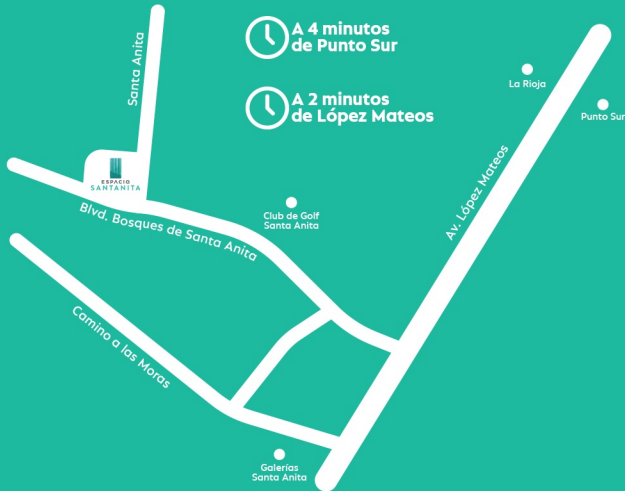 A 4 minutos
de Punto Sur
A 2 minutos
de López Mateos
Santa Anita
La Rioja
Punto Sur
ESPACIO
SANTANITA
Blvd. Bosques de Santa Anita
Club de Golf
Santa Anita
Av. López Mateos
Camino a las Moras
Galerías
Santa Anita